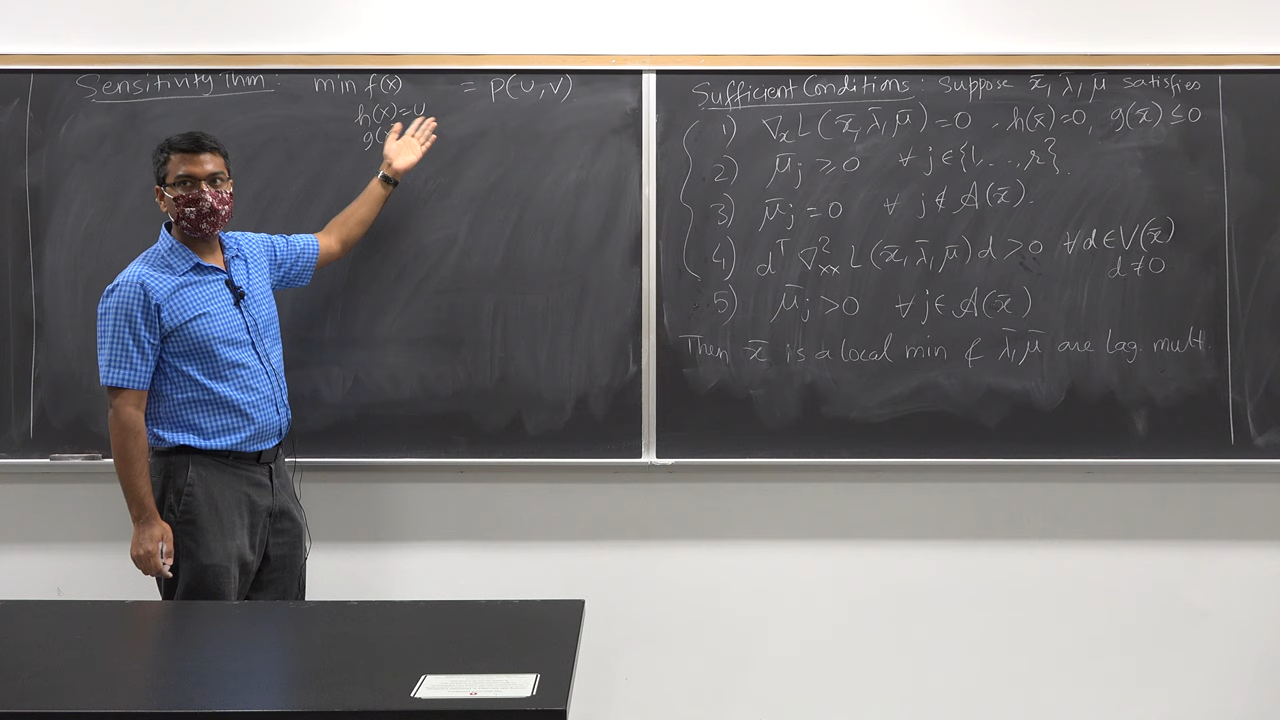 Sensitivity Thm: min f(x) = p(u,v)
h(x)=u
g(x
Sufficient Conditions: Suppose x̄, λ̄, μ̄ satisfies
1) ∇ₓL(x̄, λ̄, μ̄)=0, h(x̄)=0, g(x̄)≤0
2) μ̄ⱼ ≥ 0 ∀ j∈{1,...,r}.
3) μ̄ⱼ = 0 ∀ j∉A(x̄).
4) dᵀ∇²ₓₓL(x̄, λ̄, μ̄)d > 0 ∀d∈V(x̄)
d≠0
5) μ̄ⱼ > 0 ∀j∈A(x̄)
Then x̄ is a local min & λ̄, μ̄ are lag. mult.